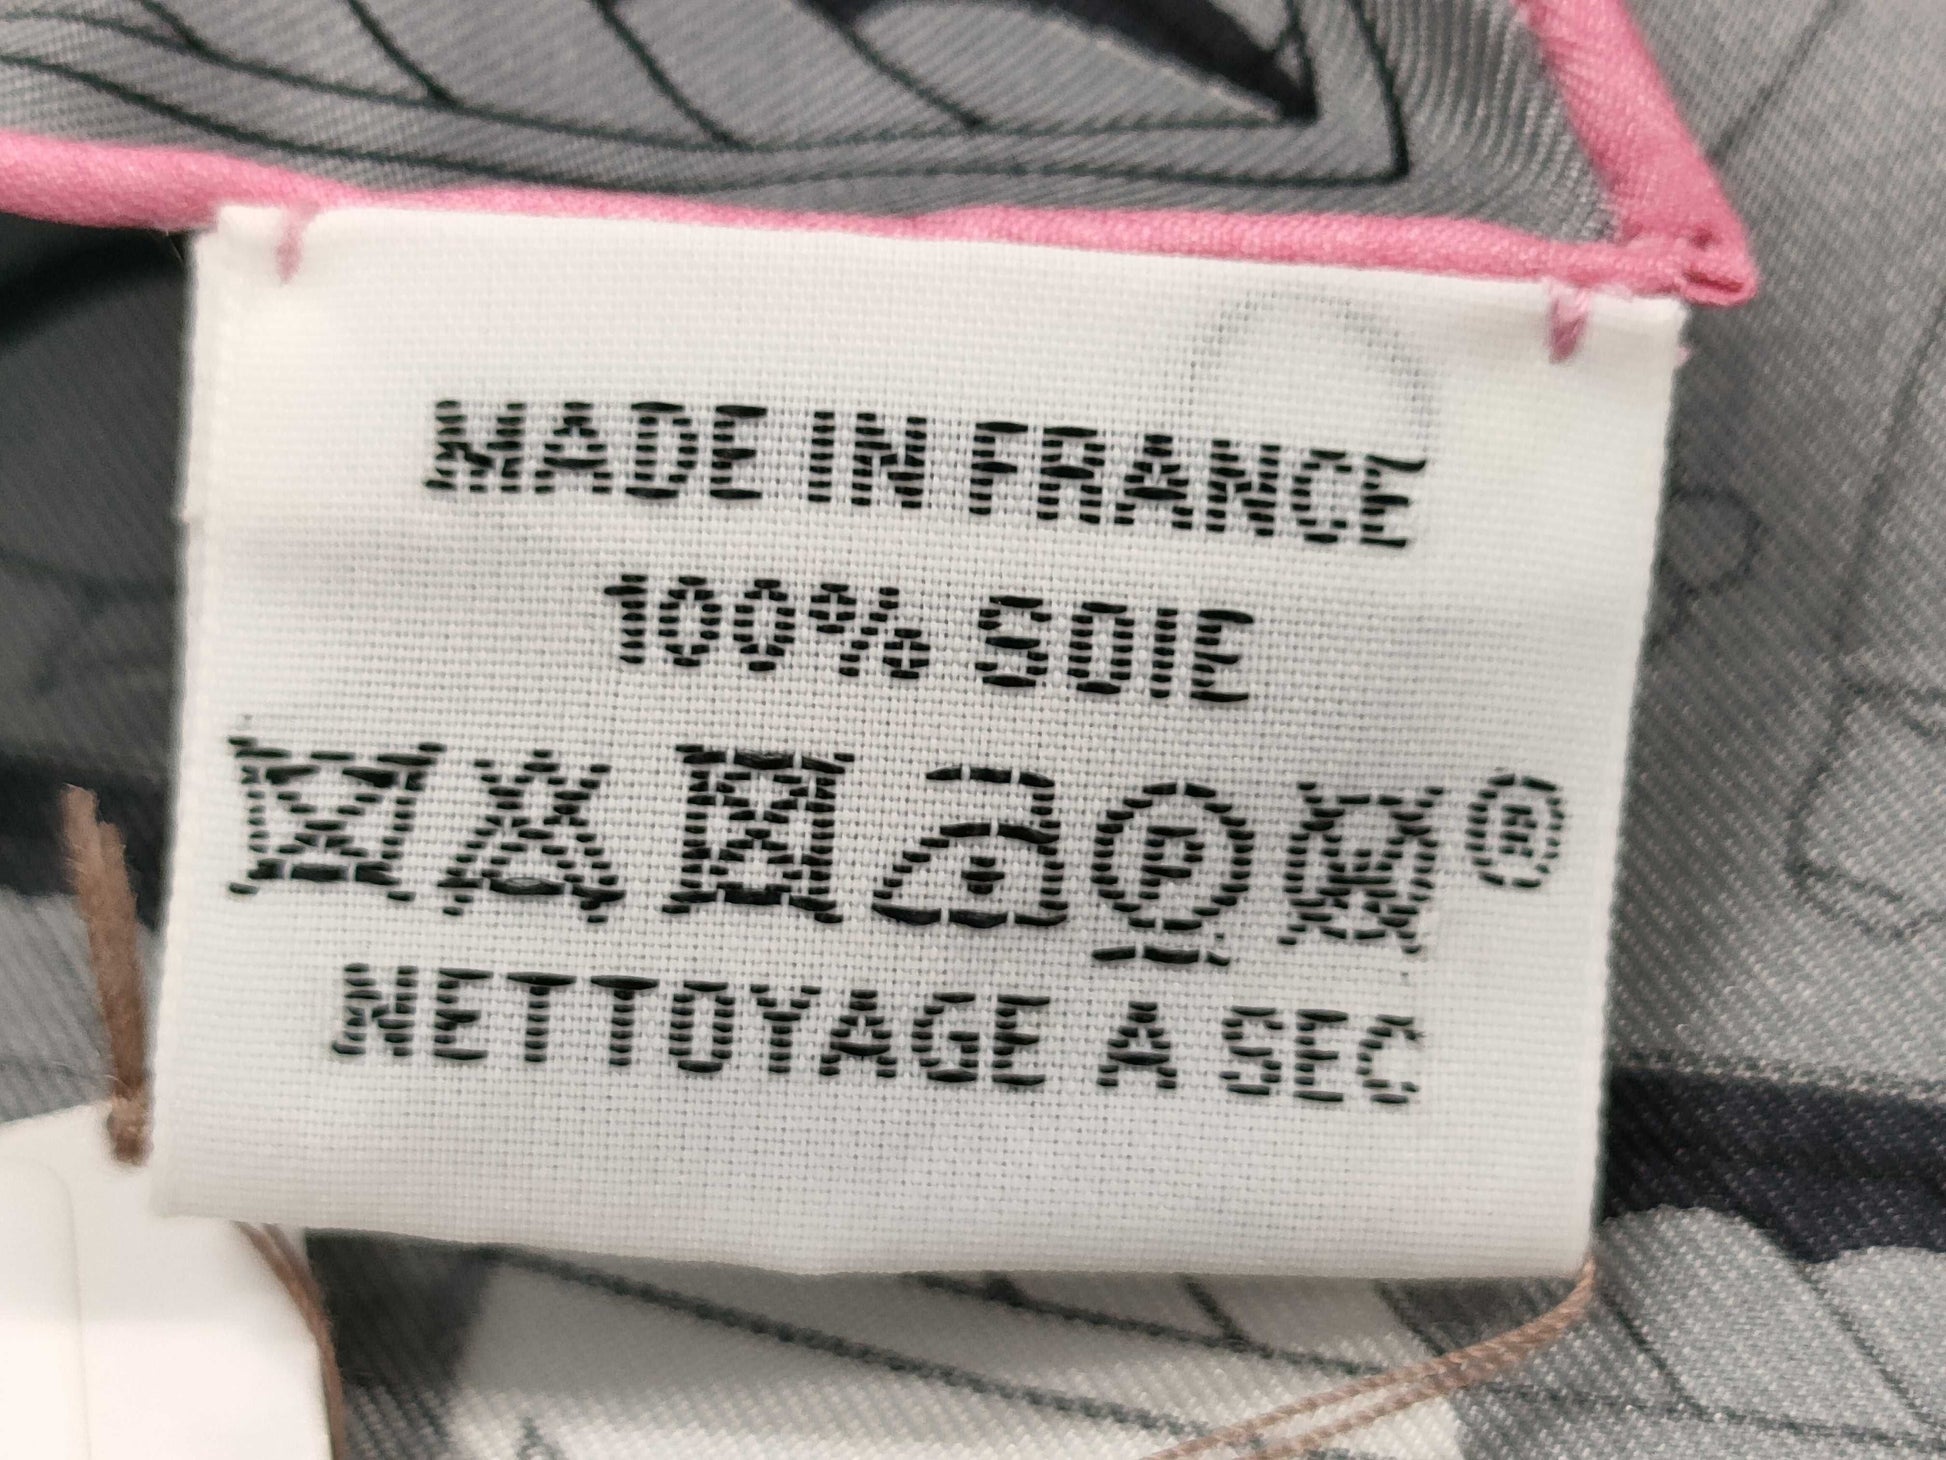 MADE IN FRANCE
100% SOIE
P W ®
NETTOYAGE A SEC